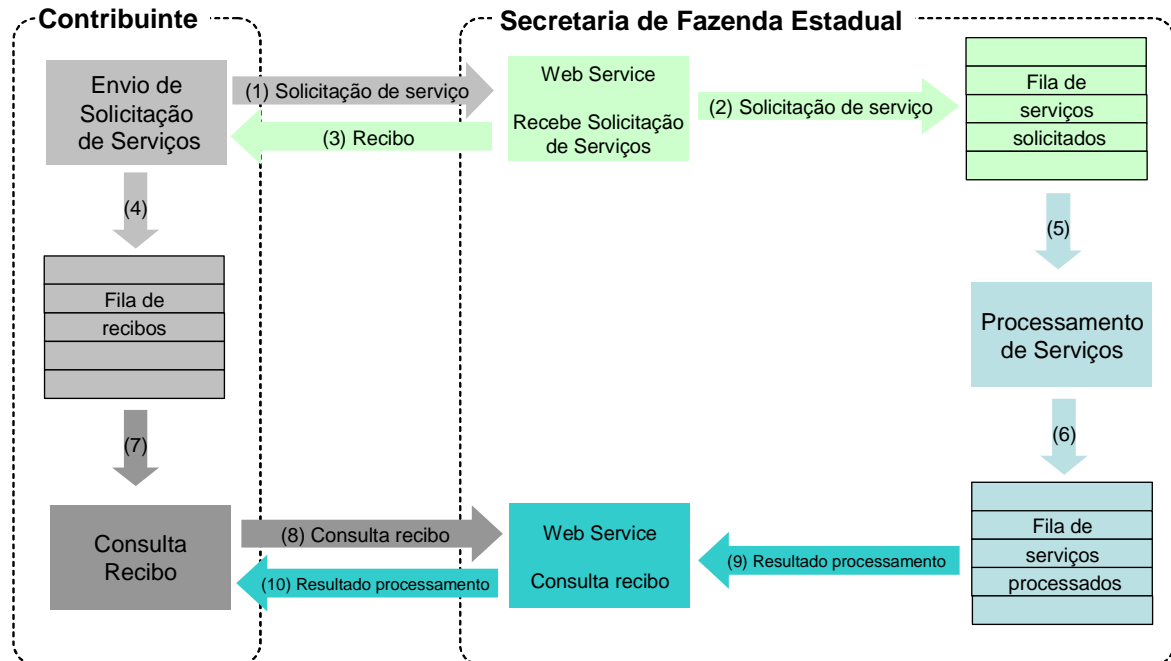 Contribuinte
Secretaria de Fazenda Estadual
Envio de
Solicitação
de Serviços
(1) Solicitação de serviço
(3) Recibo
Web Service
Recebe Solicitação
de Serviços
(2) Solicitação de serviço
Fila de
serviços
solicitados
(4)
(5)
Fila de
recibos
Processamento
de Serviços
(7)
(6)
Consulta
Recibo
(8) Consulta recibo
(10) Resultado processamento
Web Service
Consulta recibo
(9) Resultado processamento
Fila de
serviços
processados